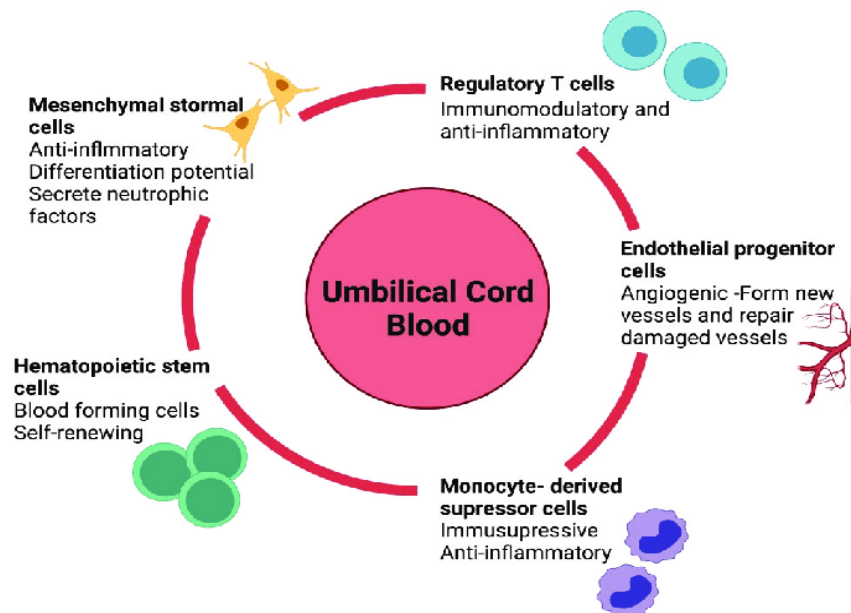 Regulatory T cells
Immunomodulatory and
anti-inflammatory
Mesenchymal stormal
cells
Anti-inflmmatory
Differentiation potential
Secrete neutrophic
factors
Umbilical Cord
Blood
Endothelial progenitor
cells
Angiogenic -Form new
vessels and repair
damaged vessels
Hematopoietic stem
cells
Blood forming cells
Self-renewing
Monocyte- derived
supressor cells
Immusupressive
Anti-inflammatory